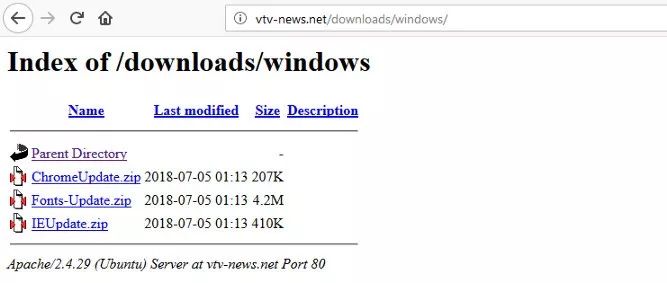 vtv-news.net/downloads/windows/
Index of /downloads/windows
Name Last modified Size Description
Parent Directory -
ChromeUpdate.zip 2018-07-05 01:13 207K
Fonts-Update.zip 2018-07-05 01:13 4.2M
IEUpdate.zip 2018-07-05 01:13 410K
Apache/2.4.29 (Ubuntu) Server at vtv-news.net Port 80